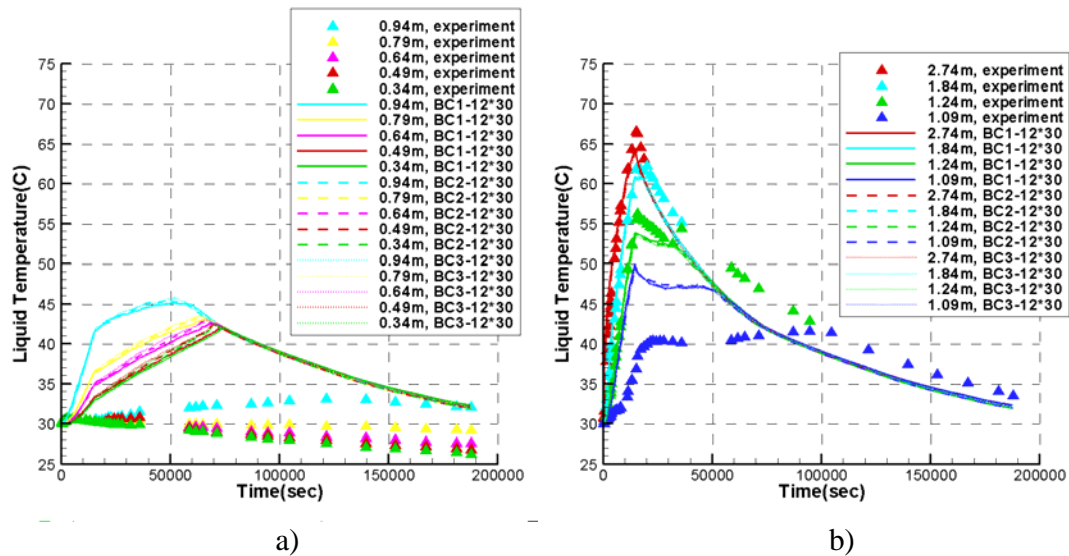 0.94m, experiment
0.79m, experiment
0.64m, experiment
0.49m, experiment
0.34m, experiment
0.94m, BC1-12*30
0.79m, BC1-12*30
0.64m, BC1-12*30
0.49m, BC1-12*30
0.34m, BC1-12*30
0.94m, BC2-12*30
0.79m, BC2-12*30
0.64m, BC2-12*30
0.49m, BC2-12*30
0.34m, BC2-12*30
0.94m, BC3-12*30
0.79m, BC3-12*30
0.64m, BC3-12*30
0.49m, BC3-12*30
0.34m, BC3-12*30
75
70
65
60
55
50
45
40
35
30
25
Liquid Temperature(C)
0 50000 100000 150000 200000
Time(sec)
a)
2.74m, experiment
1.84m, experiment
1.24m, experiment
1.09m, experiment
2.74m, BC1-12*30
1.84m, BC1-12*30
1.24m, BC1-12*30
1.09m, BC1-12*30
2.74m, BC2-12*30
1.84m, BC2-12*30
1.24m, BC2-12*30
1.09m, BC2-12*30
2.74m, BC3-12*30
1.84m, BC3-12*30
1.24m, BC3-12*30
1.09m, BC3-12*30
75
70
65
60
55
50
45
40
35
30
25
Liquid Temperature(C)
0 50000 100000 150000 200000
Time(sec)
b)